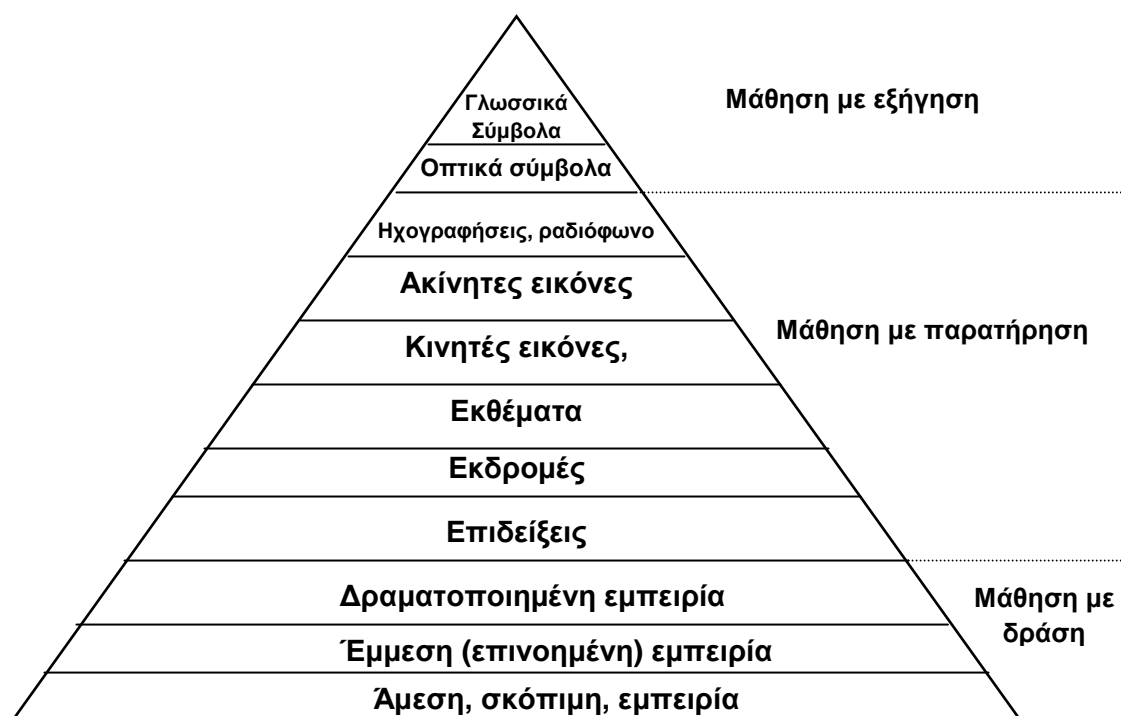 Γλωσσικά
Σύμβολα
Μάθηση με εξήγηση
Οπτικά σύμβολα
Ηχογραφήσεις, ραδιόφωνο
Ακίνητες εικόνες
Κινητές εικόνες,
Μάθηση με παρατήρηση
Εκθέματα
Εκδρομές
Επιδείξεις
Δραματοποιημένη εμπειρία
Μάθηση με
δράση
Έμμεση (επινοημένη) εμπειρία
Άμεση, σκόπιμη, εμπειρία